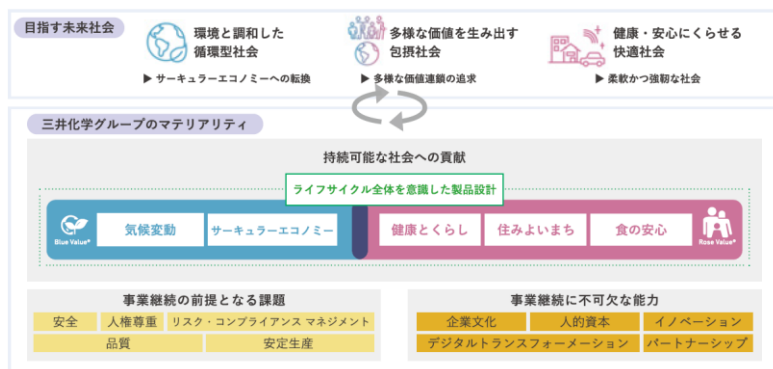 目指す未来社会
環境と調和した
循環型社会
▶ サーキュラーエコノミーへの転換
多様な価値を生み出す
包摂社会
▶ 多様な価値連鎖の追求
健康・安心にくらせる
快適社会
▶ 柔軟かつ強靭な社会
三井化学グループのマテリアリティ
持続可能な社会への貢献
ライフサイクル全体を意識した製品設計
Blue Value®
気候変動
サーキュラーエコノミー
健康とくらし
住みよいまち
食の安心
Rose Value®
事業継続の前提となる課題
安全
人権尊重
リスク・コンプライアンス マネジメント
品質
安定生産
事業継続に不可欠な能力
企業文化
人的資本
イノベーション
デジタルトランスフォーメーション
パートナーシップ